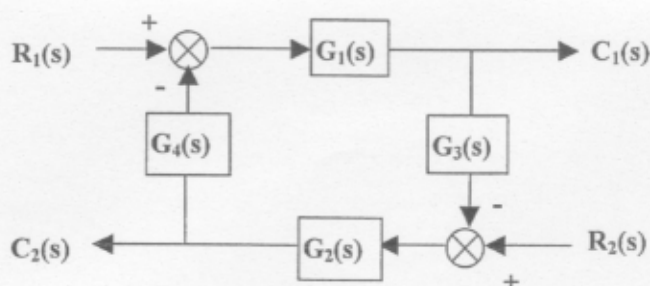 +
R₁(s)
G₁(s)
C₁(s)
-
G₄(s)
G₃(s)
-
C₂(s)
G₂(s)
R₂(s)
+